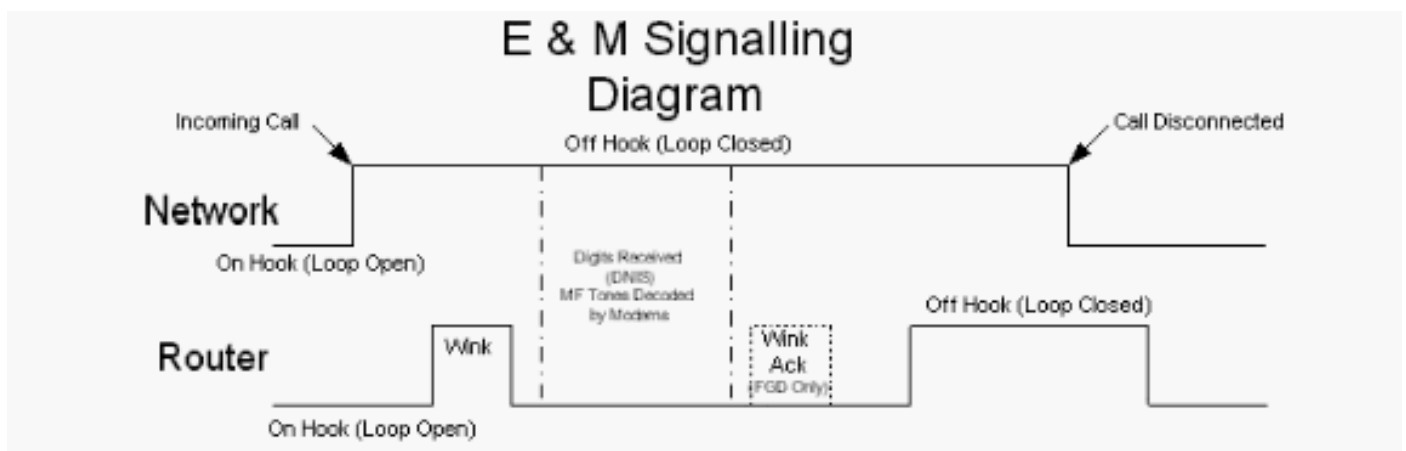 E & M Signalling
Diagram
Incoming Call
Off Hook (Loop Closed)
Call Disconnected
Network
On Hook (Loop Open)
Digits Received
(DNIS)
MF Tones Decoded
by Modems
Off Hook (Loop Closed)
Router
Wink
Wink
Ack
(FGD Only)
On Hook (Loop Open)